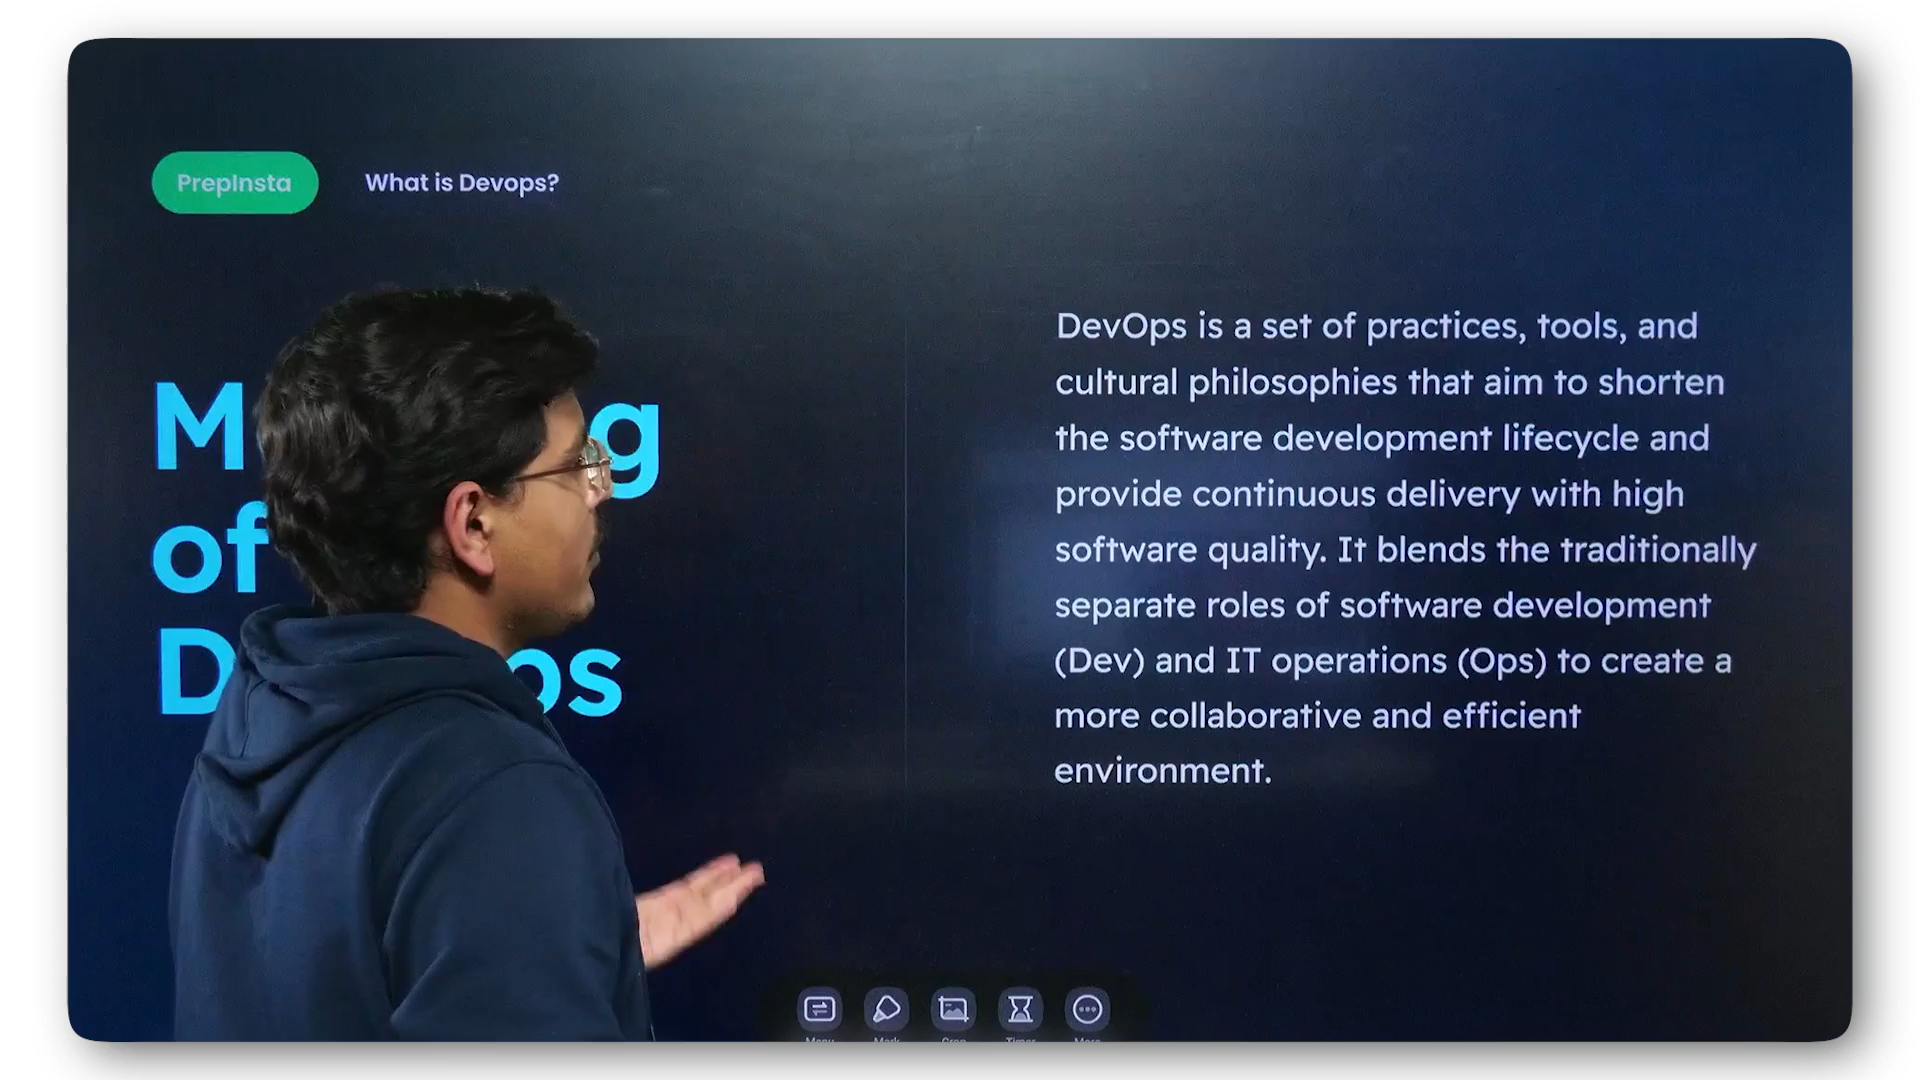 PrepInsta
What is Devops?
of
DevOps is a set of practices, tools, and
cultural philosophies that aim to shorten
the software development lifecycle and
provide continuous delivery with high
software quality. It blends the traditionally
separate roles of software development
(Dev) and IT operations (Ops) to create a
more collaborative and efficient
environment.